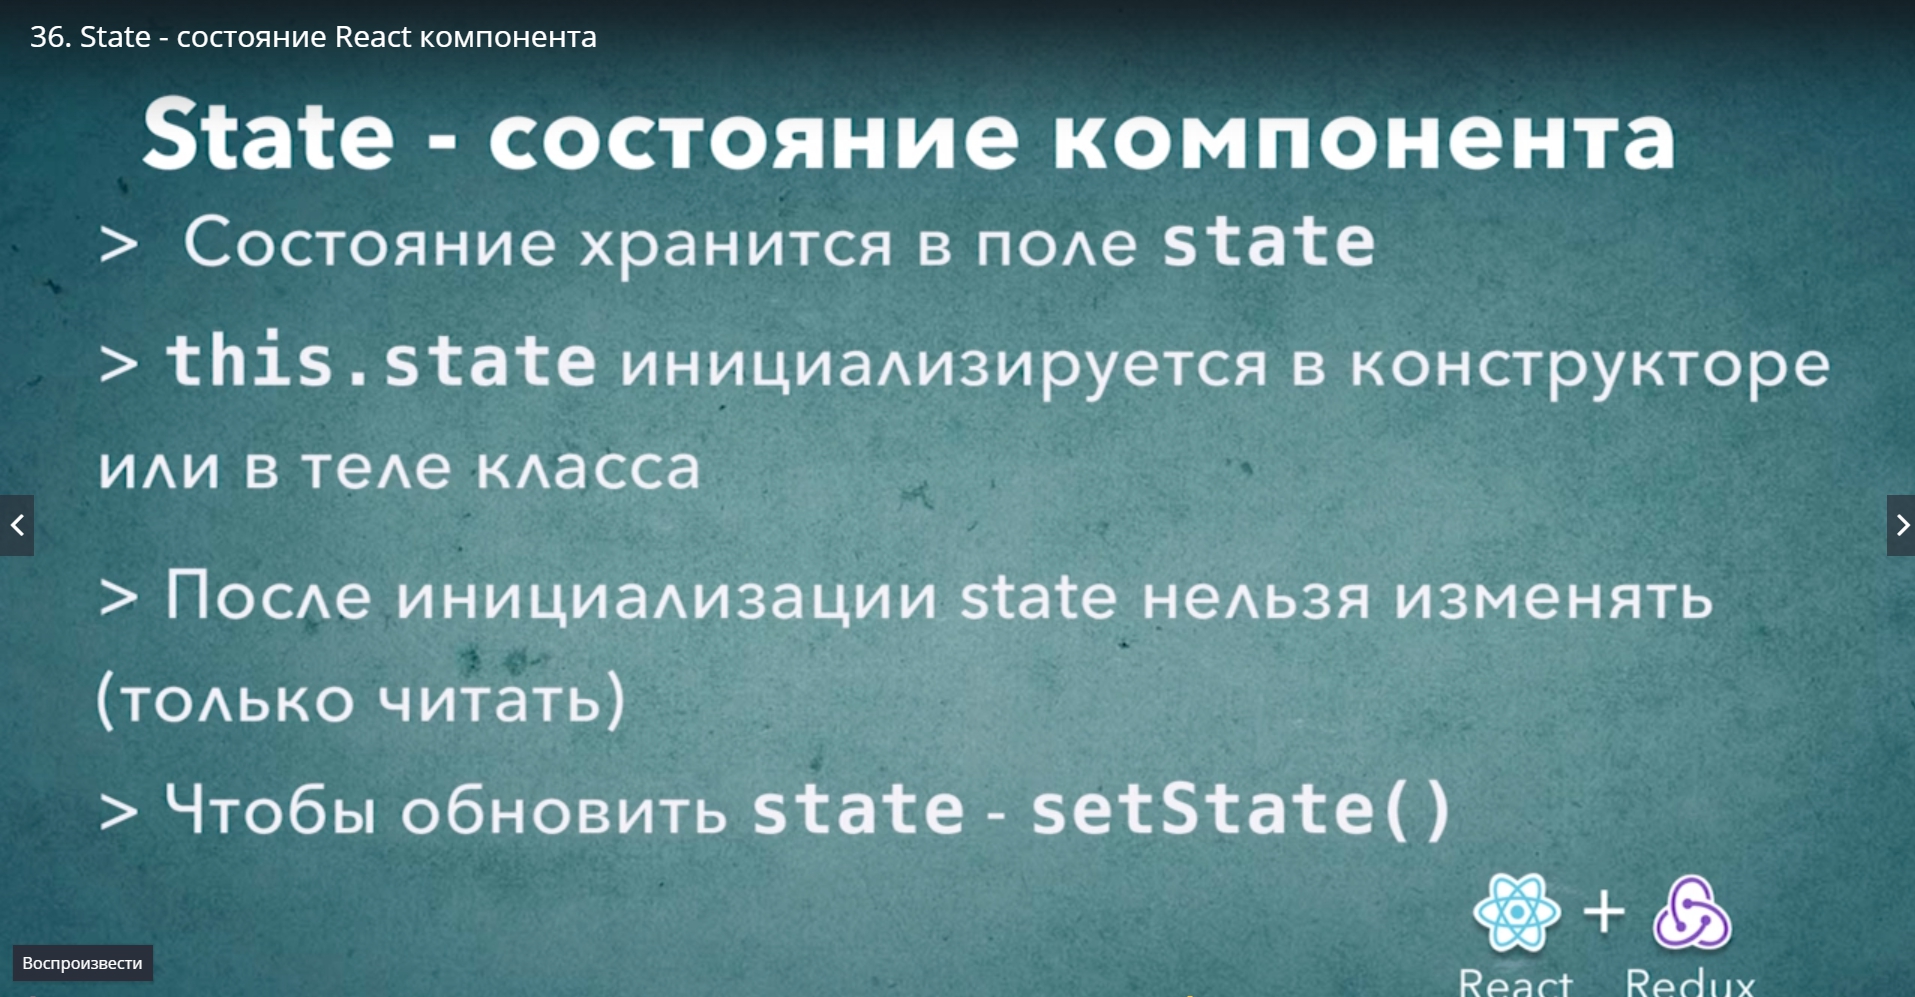 36. State - состояние React компонента
State - состояние компонента
> Состояние хранится в поле state
> this.state инициализируется в конструкторе
или в теле класса
> После инициализации state нельзя изменять
(только читать)
> Чтобы обновить state - setState()
+
Воспроизвести
React Redux